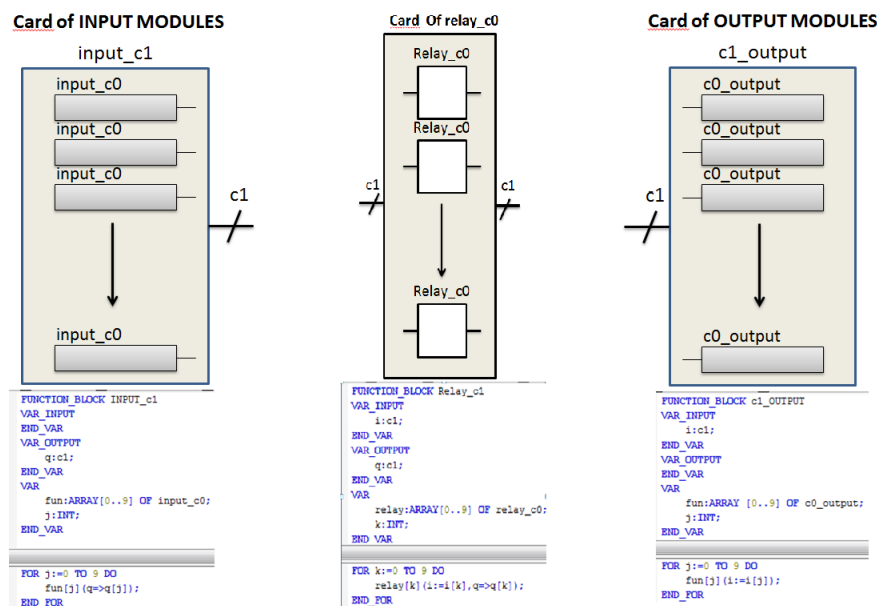 Card of INPUT MODULES
input_c1
input_c0
input_c0
input_c0
input_c0
c1
FUNCTION_BLOCK INPUT_c1
VAR_INPUT
END_VAR
VAR_OUTPUT
q:c1;
END_VAR
VAR
fun:ARRAY[0..9] OF input_c0;
j:INT;
END_VAR
FOR j:=0 TO 9 DO
fun[j](q=>q[j]);
END_FOR
Card Of relay_c0
Relay_c0
Relay_c0
Relay_c0
c1
c1
FUNCTION_BLOCK Relay_c1
VAR_INPUT
i:c1;
END_VAR
VAR_OUTPUT
q:c1;
END_VAR
VAR
relay:ARRAY[0..9] OF relay_c0;
k:INT;
END_VAR
FOR k:=0 TO 9 DO
relay[k](i:=i[k],q=>q[k]);
END_FOR
Card of OUTPUT MODULES
c1_output
c0_output
c0_output
c0_output
c0_output
c1
FUNCTION_BLOCK c1_OUTPUT
VAR_INPUT
i:c1;
END_VAR
VAR_OUTPUT
END_VAR
VAR
fun:ARRAY [0..9] OF c0_output;
j:INT;
END_VAR
FOR j:=0 TO 9 DO
fun[j](i:=i[j]);
END_FOR